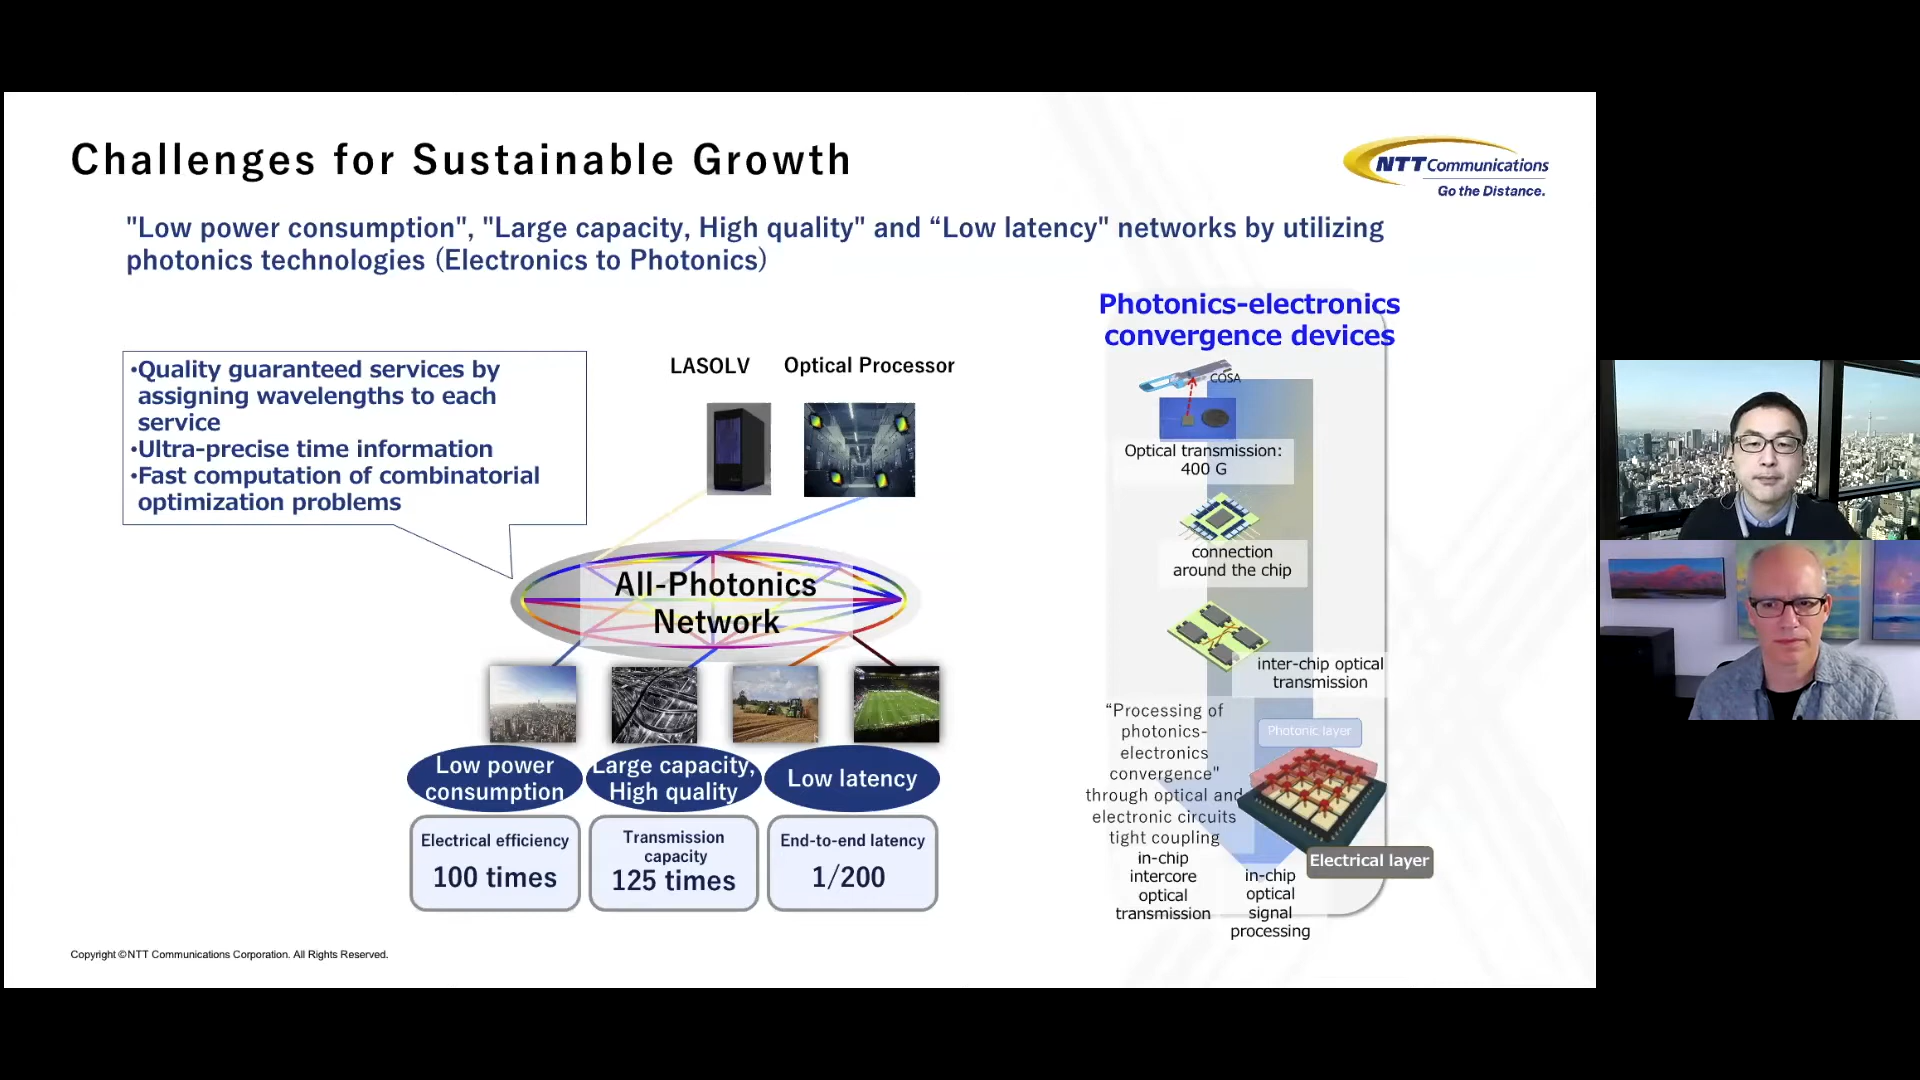 Challenges for Sustainable Growth
NTT Communications
Go the Distance.
"Low power consumption", "Large capacity, High quality" and “Low latency" networks by utilizing
photonics technologies (Electronics to Photonics)
•Quality guaranteed services by
assigning wavelengths to each
service
•Ultra-precise time information
•Fast computation of combinatorial
optimization problems
LASOLV
Optical Processor
All-Photonics
Network
Low power
consumption
Large capacity,
High quality
Low latency
Electrical efficiency
100 times
Transmission
capacity
125 times
End-to-end latency
1/200
Photonics-electronics
convergence devices
COSA
Optical transmission:
400 G
connection
around the chip
inter-chip optical
transmission
“Processing of
photonics-
electronics
convergence"
through optical and
electronic circuits
tight coupling
Photonic layer
Electrical layer
in-chip
intercore
optical
transmission
in-chip
optical
signal
processing
Copyright ©NTT Communications Corporation. All Rights Reserved.